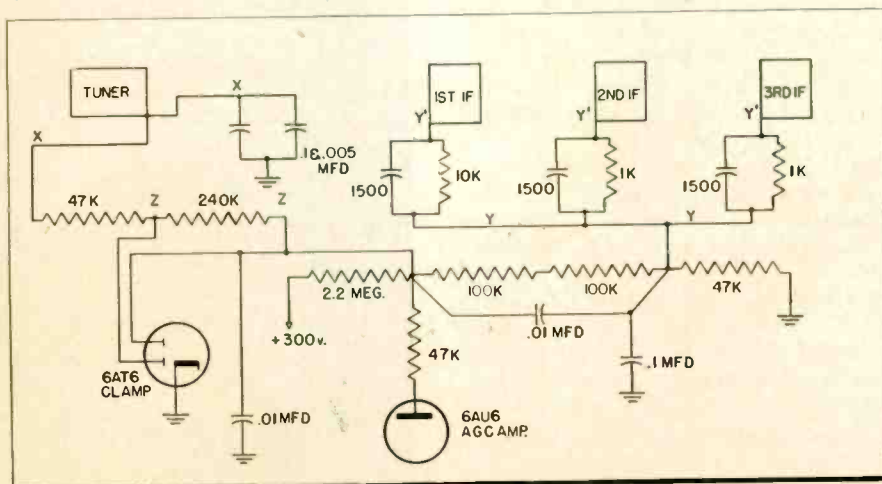 TUNER
X
.1&.005
MFD
X
47K
Z
240K
Z
1ST IF
2ND IF
3RD IF
Y'
Y'
Y'
1500
10K
1500
1K
1500
1K
Y
Y
2.2 MEG.
100K
100K
47K
+300v.
.01 MFD
47K
.1 MFD
6AT6
CLAMP
.01 MFD
6AU6
AGC AMP.